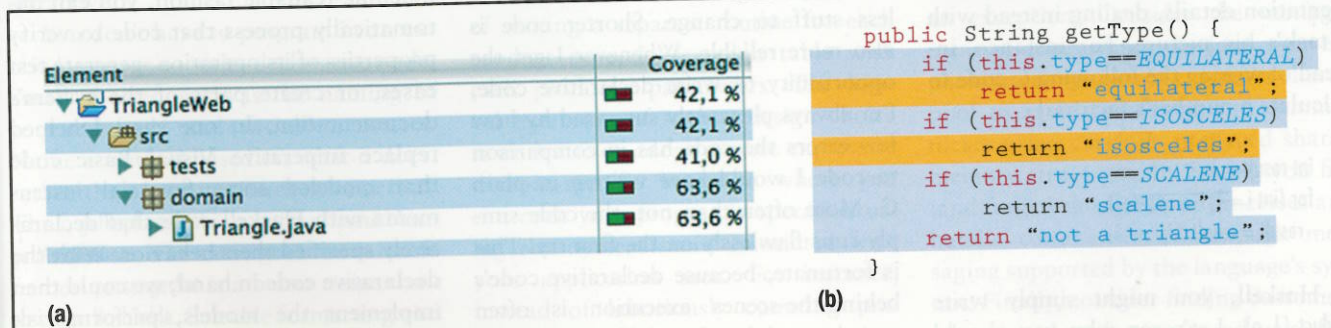 Element Coverage
TriangleWeb 42,1 %
src 42,1 %
tests 41,0 %
domain 63,6 %
Triangle.java 63,6 %
(a)
public String getType() {
if (this.type==EQUILATERAL)
return "equilateral";
if (this.type==ISOSCELES)
return "isosceles";
if (this.type==SCALENE)
return "scalene";
return "not a triangle";
}
(b)